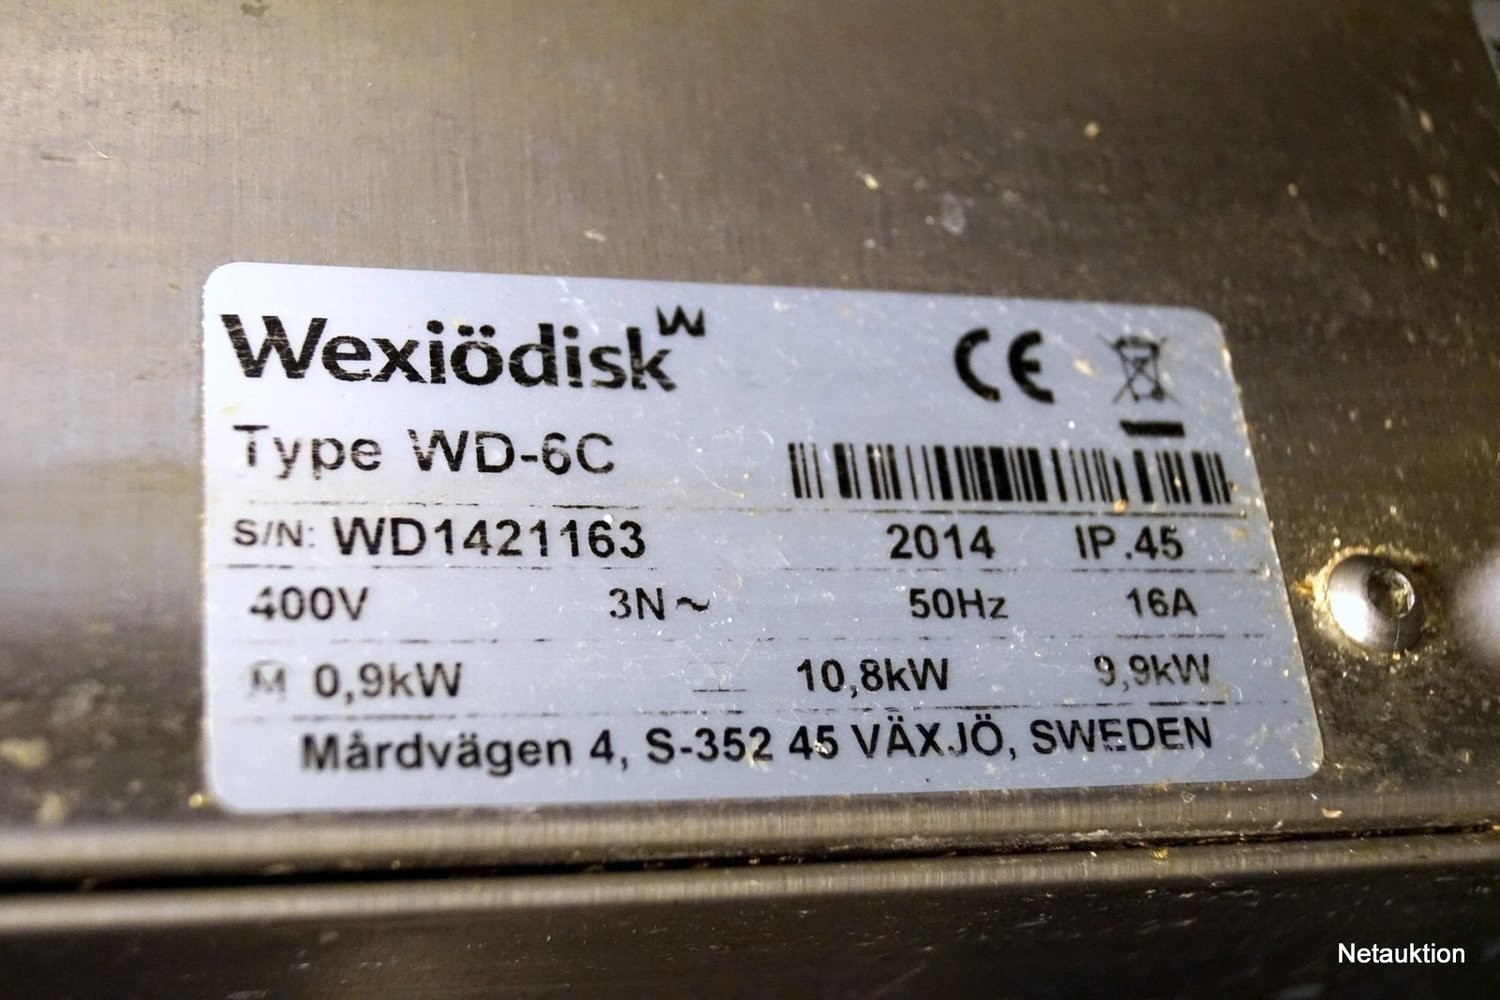 Wexiödisk
Type WD-6C
S/N: WD1421163 2014 IP.45
400V 3N~ 50Hz 16A
M 0,9kW 10,8kW 9,9kW
Mårdvägen 4, S-352 45 VÄXJÖ, SWEDEN
Netauktion